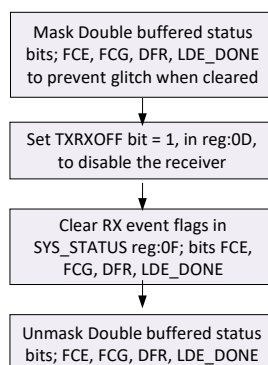 Mask Double buffered status
bits; FCE, FCG, DFR, LDE_DONE
to prevent glitch when cleared
Set TXRXOFF bit = 1, in reg:0D,
to disable the receiver
Clear RX event flags in
SYS_STATUS reg:0F; bits FCE,
FCG, DFR, LDE_DONE
Unmask Double buffered status
bits; FCE, FCG, DFR, LDE_DONE